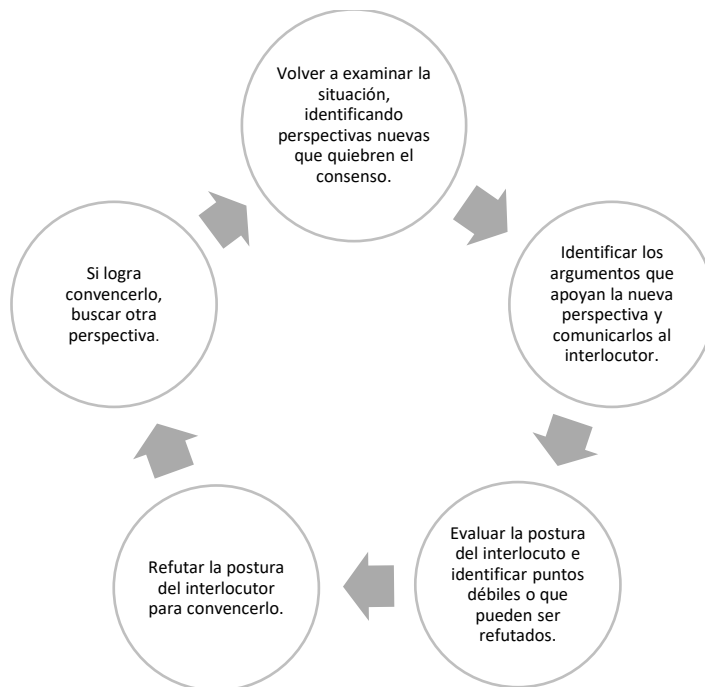 Volver a examinar la
situación,
identificando
perspectivas nuevas
que quiebren el
consenso.
Identificar los
argumentos que
apoyan la nueva
perspectiva y
comunicarlos al
interlocutor.
Evaluar la postura
del interlocuto e
identificar puntos
débiles o que
pueden ser
refutados.
Refutar la postura
del interlocutor
para convencerlo.
Si logra
convencerlo,
buscar otra
perspectiva.